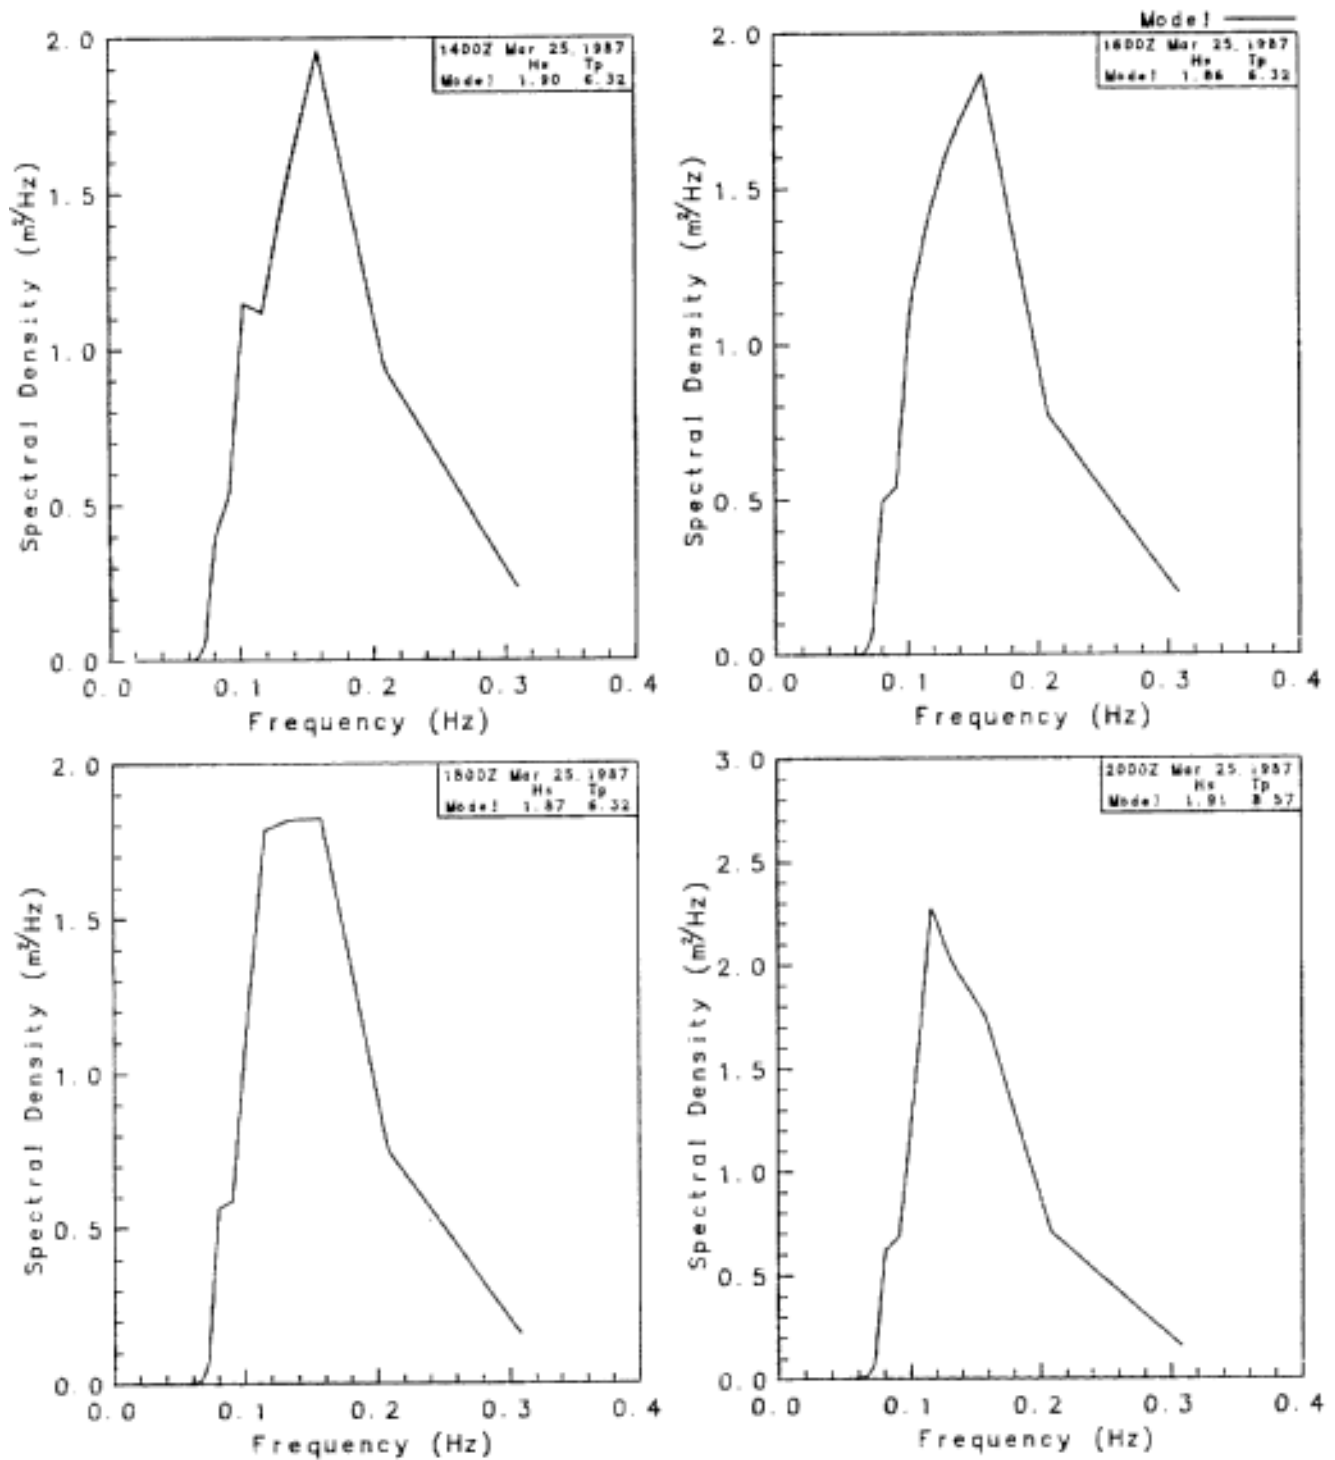 Model
2.0
1.5
1.0
0.5
0.0
0.0 0.1 0.2 0.3 0.4
Spectral Density (m²/Hz)
Frequency (Hz)
1400Z Mar 25, 1987
Hs Tp
Model 1.90 6.32
2.0
1.5
1.0
0.5
0.0
0.0 0.1 0.2 0.3 0.4
Spectral Density (m²/Hz)
Frequency (Hz)
1600Z Mar 25, 1987
Hs Tp
Model 1.86 6.32
2.0
1.5
1.0
0.5
0.0
0.0 0.1 0.2 0.3 0.4
Spectral Density (m²/Hz)
Frequency (Hz)
1800Z Mar 25, 1987
Hs Tp
Model 1.87 6.32
3.0
2.5
2.0
1.5
1.0
0.5
0.0
0.0 0.1 0.2 0.3 0.4
Spectral Density (m²/Hz)
Frequency (Hz)
2000Z Mar 25, 1987
Hs Tp
Model 1.91 8.57